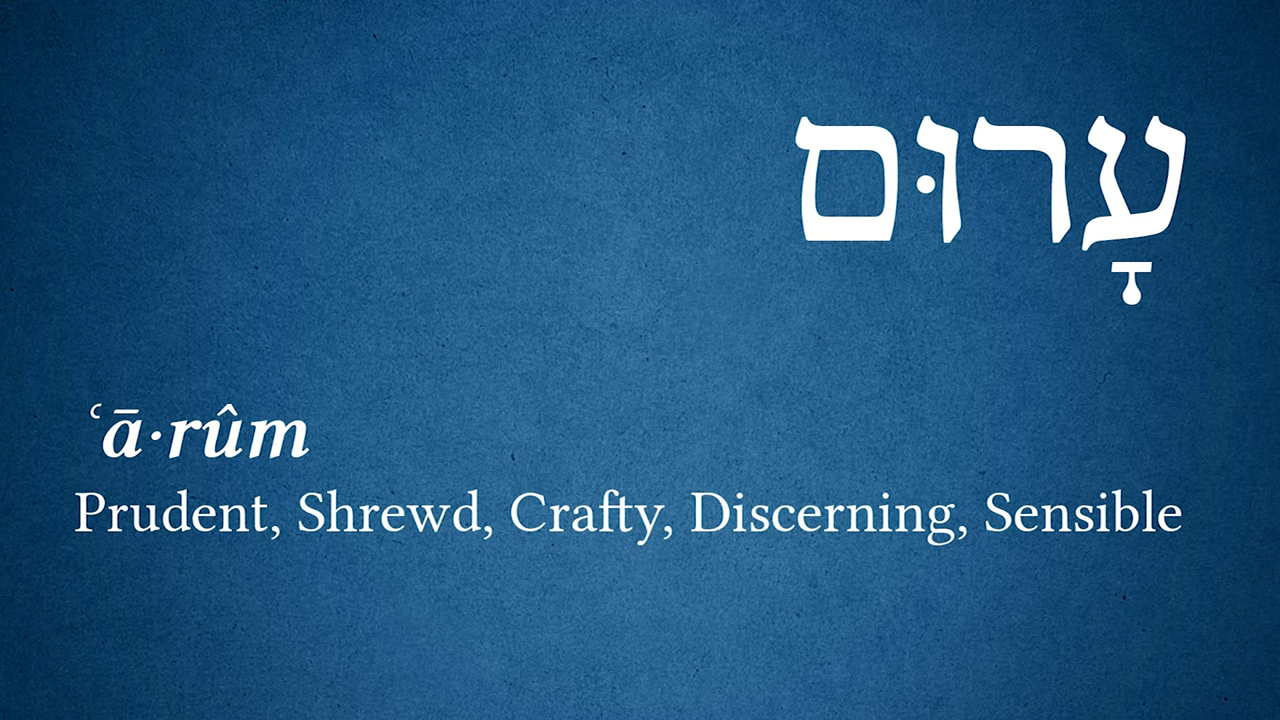 עָרוּם
ʿā·rûm
Prudent, Shrewd, Crafty, Discerning, Sensible